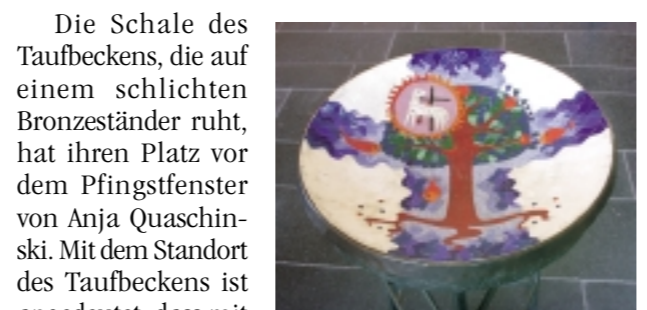 Die Schale des
Taufbeckens, die auf
einem schlichten
Bronzeständer ruht,
hat ihren Platz vor
dem Pfingstfenster
von Anja Quaschin-
ski. Mit dem Standort
des Taufbeckens ist